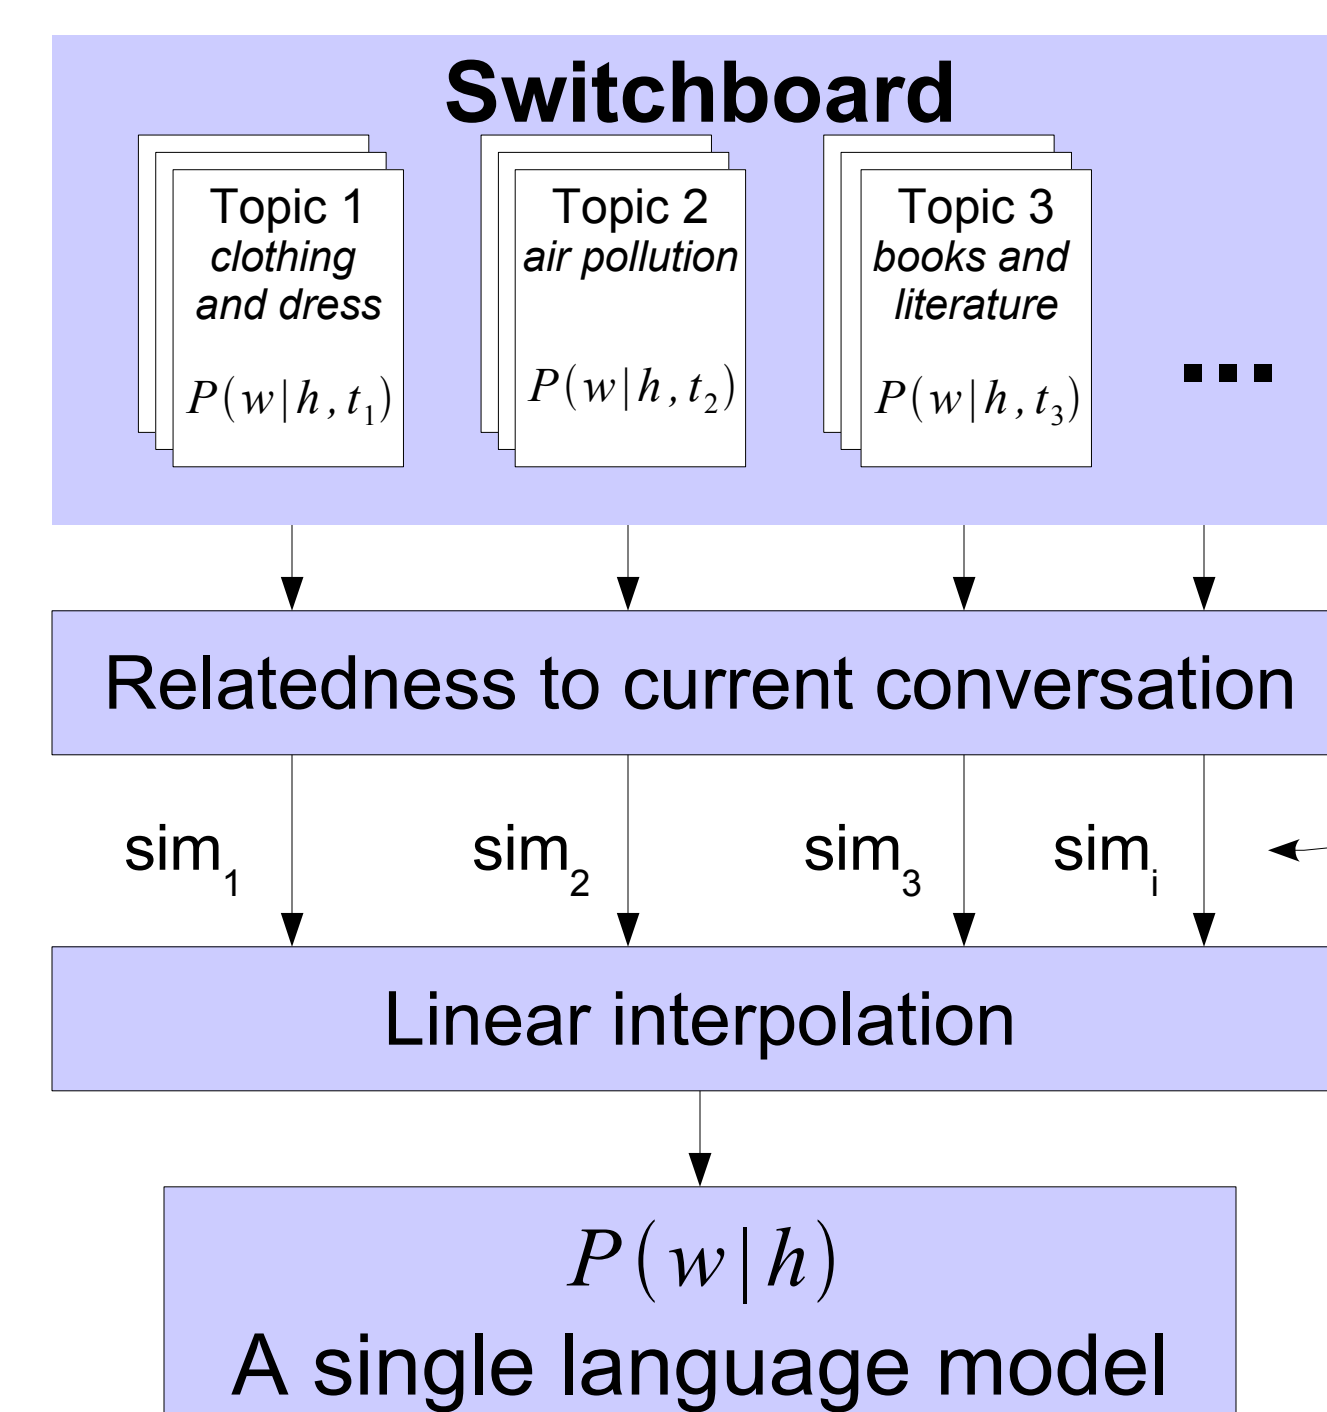 Switchboard
Topic 1
clothing
and dress
P(w|h,t₁)
Topic 2
air pollution
P(w|h,t₂)
Topic 3
books and
literature
P(w|h,t₃)
...
Relatedness to current conversation
sim₁ sim₂ sim₃ simᵢ
Linear interpolation
P(w|h)
A single language model